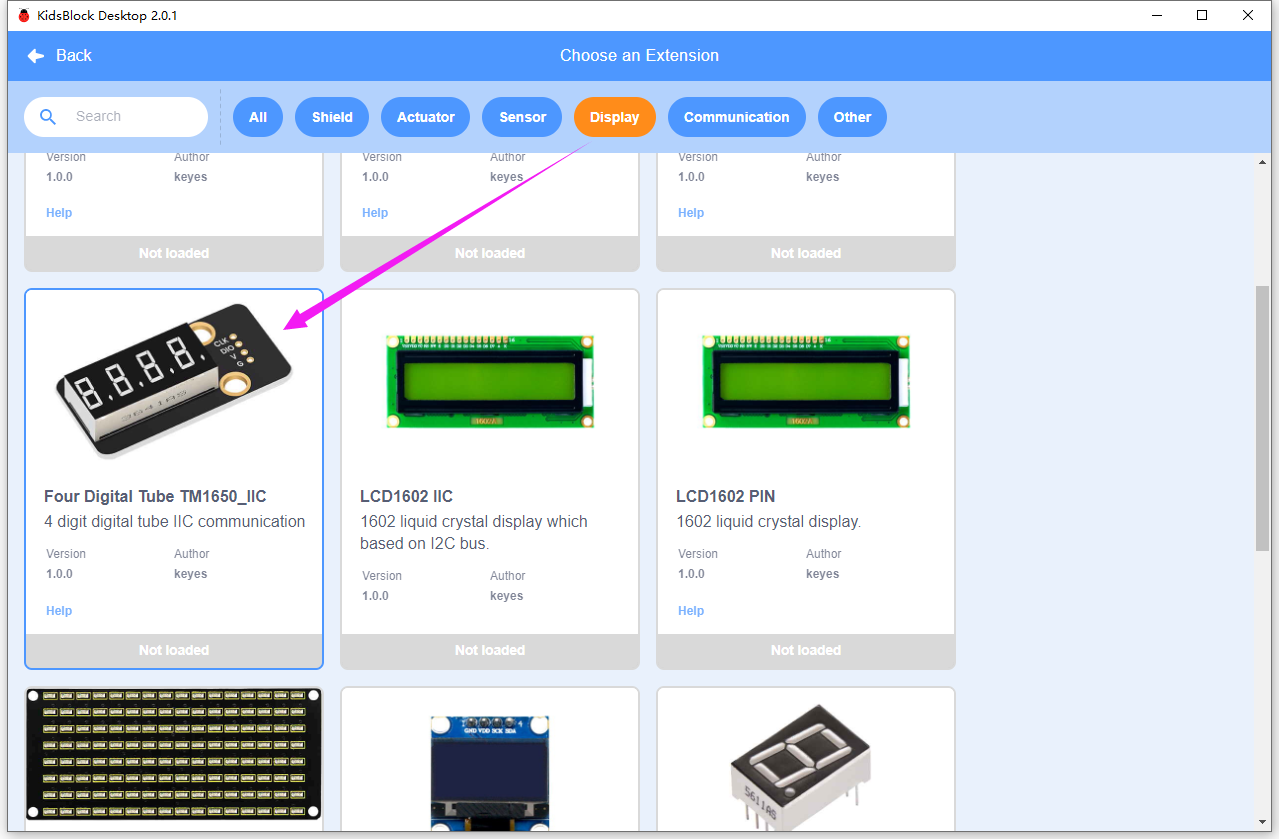 KidsBlock Desktop 2.0.1
Back
Choose an Extension
Search
All
Shield
Actuator
Sensor
Display
Communication
Other
Version Author
1.0.0 keyes
Help
Not loaded
Version Author
1.0.0 keyes
Help
Not loaded
Version Author
1.0.0 keyes
Help
Not loaded
CLK
DIO
V
G
3641AS
Four Digital Tube TM1650_IIC
4 digit digital tube IIC communication
Version Author
1.0.0 keyes
Help
Not loaded
LCD1602 IIC
1602 liquid crystal display which
based on I2C bus.
Version Author
1.0.0 keyes
Not loaded
LCD1602 PIN
1602 liquid crystal display.
Version Author
1.0.0 keyes
Help
Not loaded
GND VDD SCK SDA
5611AS